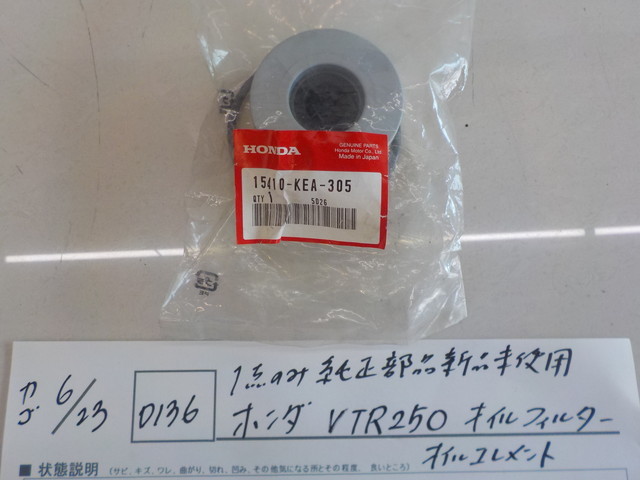 HONDA
GENUINE PARTS
Honda Motor Co., Ltd.
Made in Japan
15410-KEA-305
QTY 1
5026
カゴ 6/23 D136
1点のみ 純正部品新品未使用
ホンダ VTR250 オイルフィルター
オイルエレメント
■ 状態説明 (サビ、キズ、ワレ、曲がり、切れ、凹み、その他気になる所とその程度、良いところ)